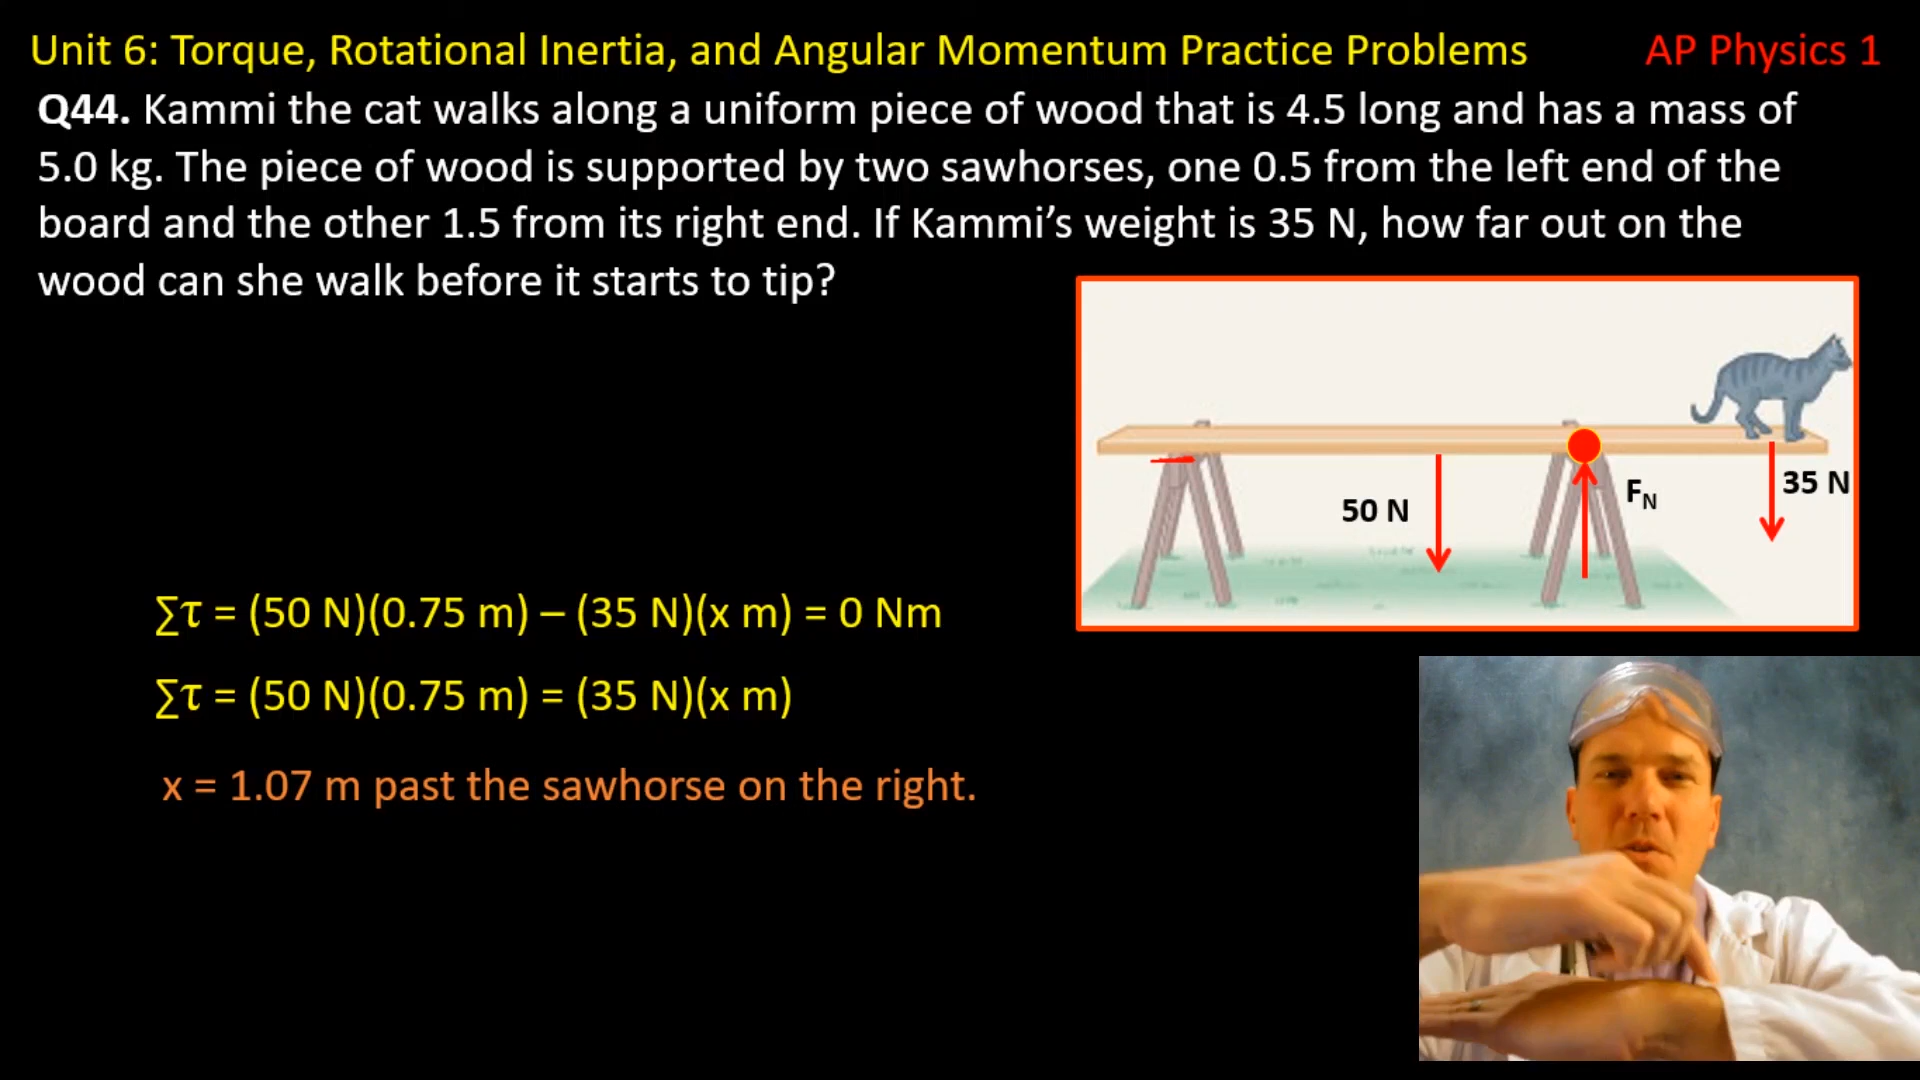 Unit 6: Torque, Rotational Inertia, and Angular Momentum Practice Problems AP Physics 1
Q44. Kammi the cat walks along a uniform piece of wood that is 4.5 long and has a mass of
5.0 kg. The piece of wood is supported by two sawhorses, one 0.5 from the left end of the
board and the other 1.5 from its right end. If Kammi’s weight is 35 N, how far out on the
wood can she walk before it starts to tip?
50 N
FN
35 N
∑τ = (50 N)(0.75 m) – (35 N)(x m) = 0 Nm
∑τ = (50 N)(0.75 m) = (35 N)(x m)
x = 1.07 m past the sawhorse on the right.